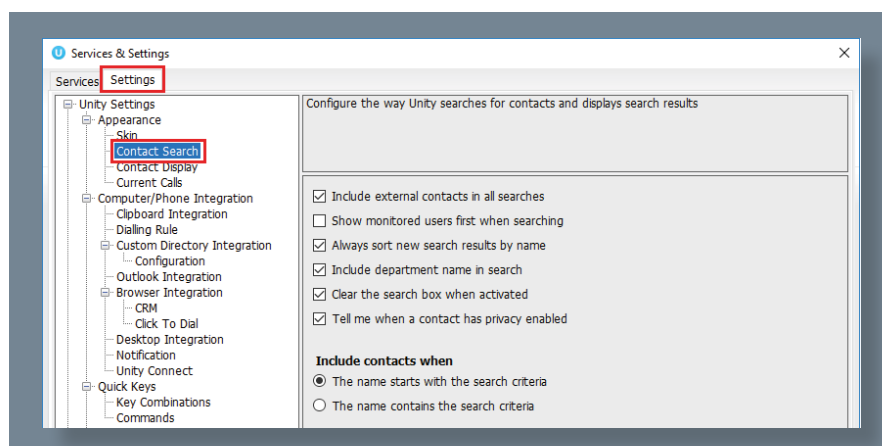 Services & Settings
Services
Settings
Unity Settings
Appearance
Skin
Contact Search
Contact Display
Current Calls
Computer/Phone Integration
Clipboard Integration
Dialling Rule
Custom Directory Integration
Configuration
Outlook Integration
Browser Integration
CRM
Click To Dial
Desktop Integration
Notification
Unity Connect
Quick Keys
Key Combinations
Commands
Configure the way Unity searches for contacts and displays search results
Include external contacts in all searches
Show monitored users first when searching
Always sort new search results by name
Include department name in search
Clear the search box when activated
Tell me when a contact has privacy enabled
Include contacts when
The name starts with the search criteria
The name contains the search criteria